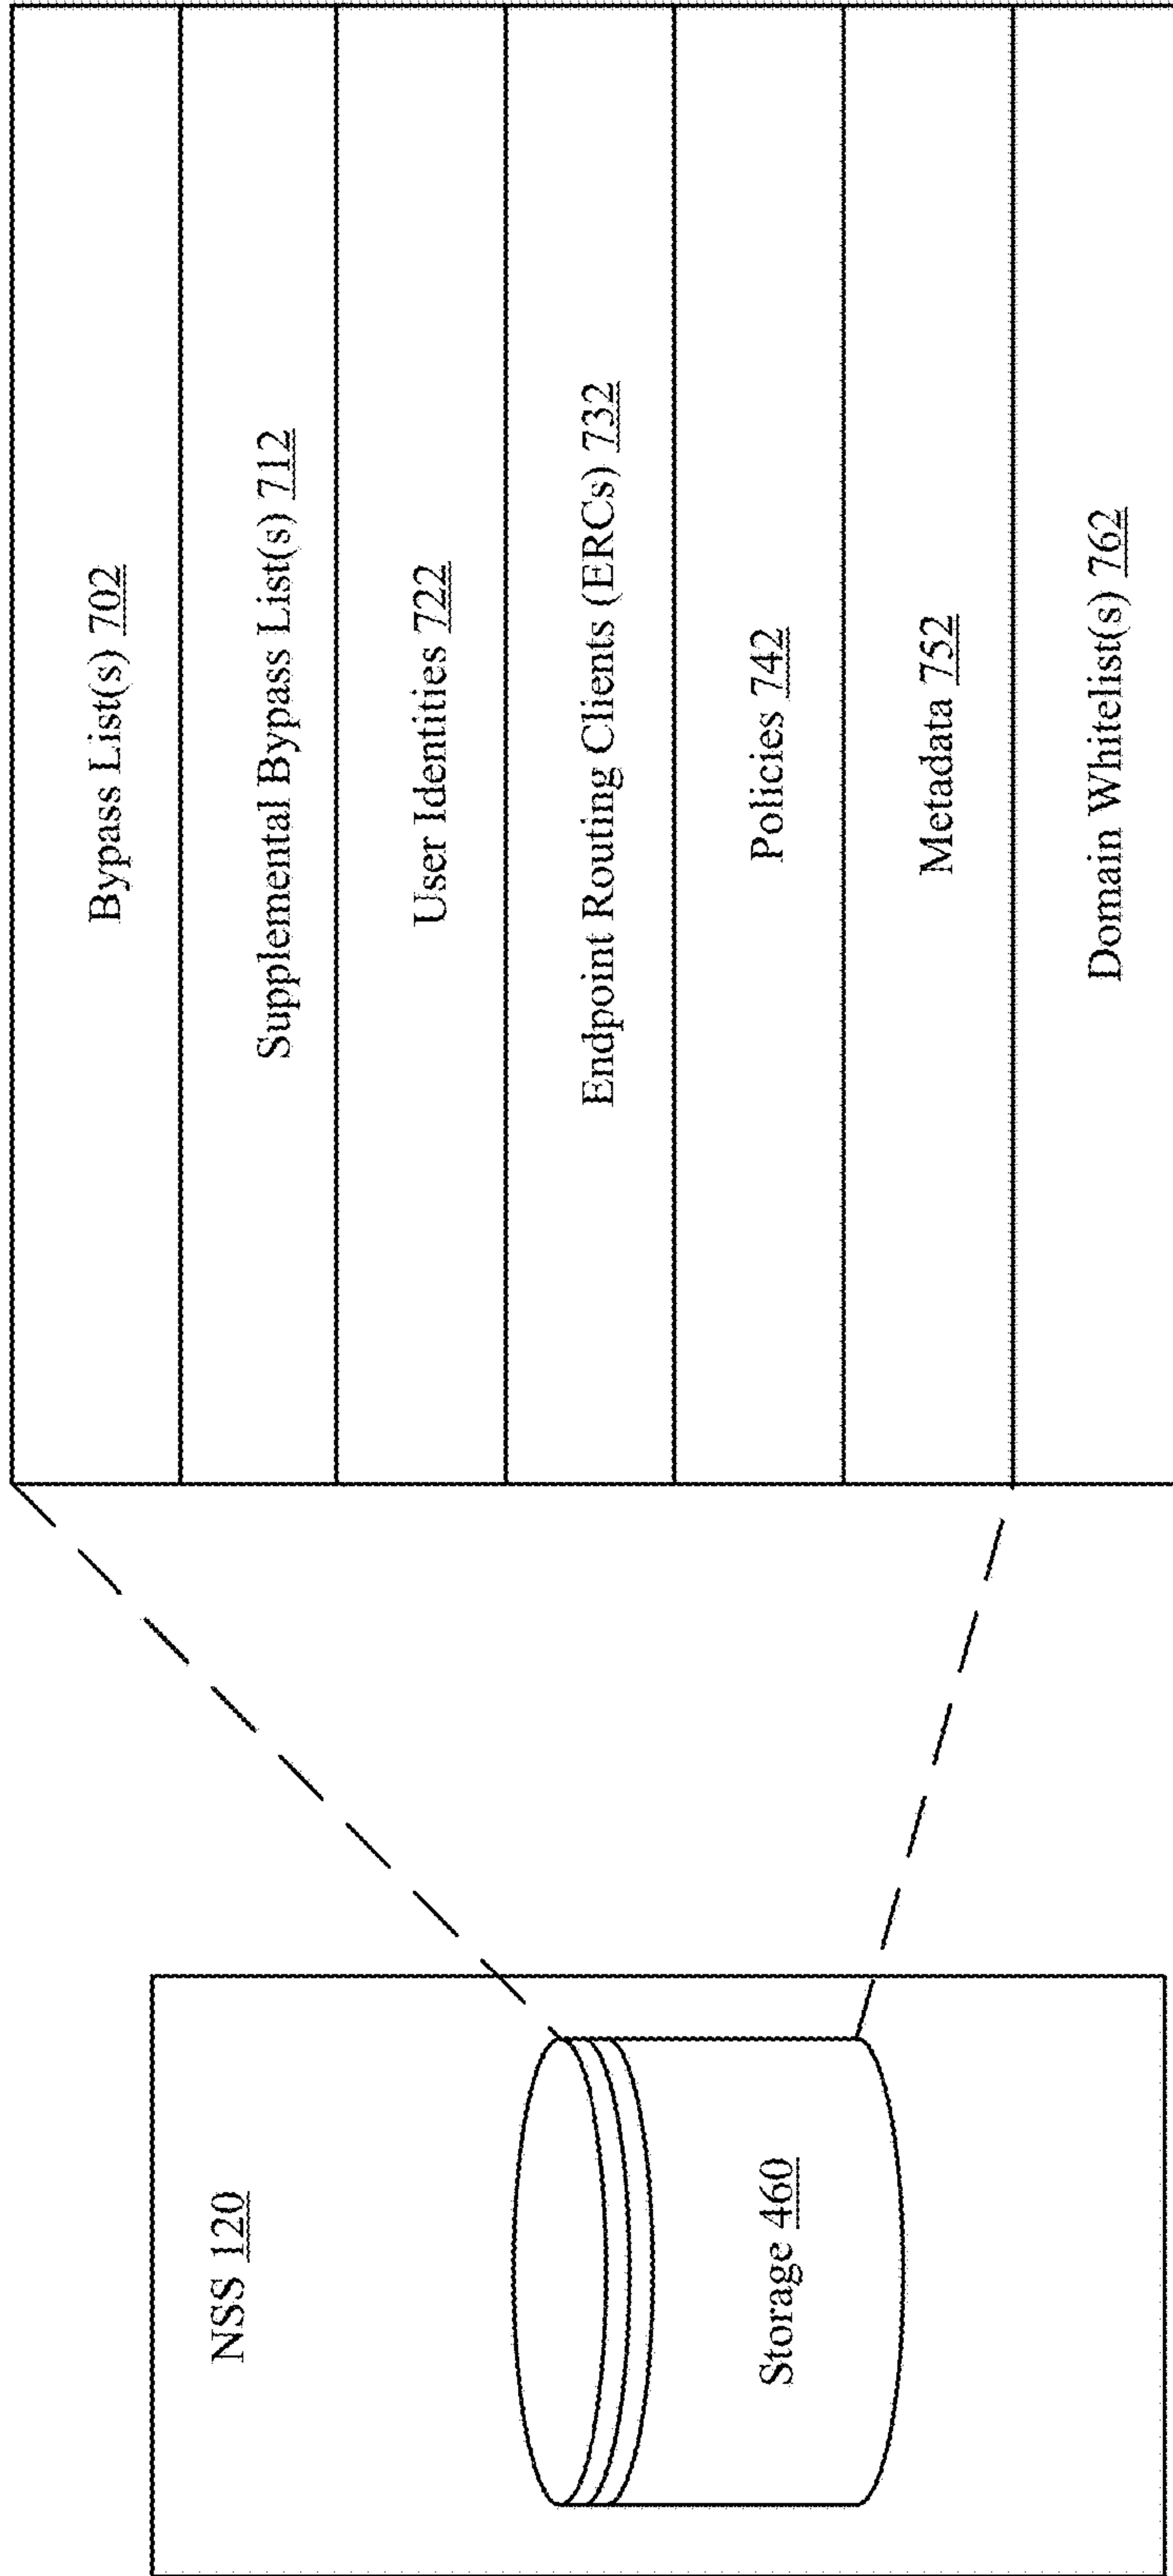 NSS 120
Storage 460
Bypass List(s) 702
Supplemental Bypass List(s) 712
User Identities 722
Endpoint Routing Clients (ERCs) 732
Policies 742
Metadata 752
Domain Whitelist(s) 762